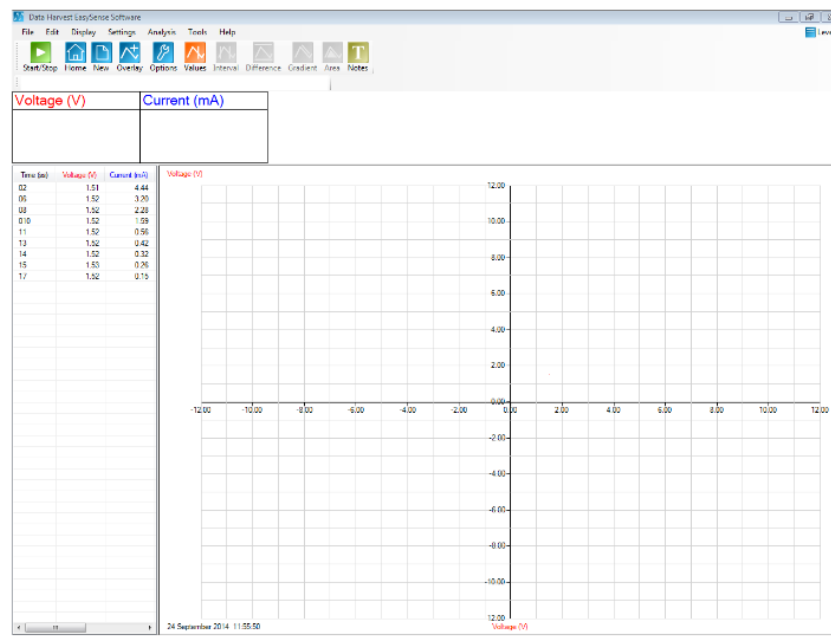 Data Harvest EasySense Software
File Edit Display Settings Analysis Tools Help
Start/Stop Home New Overlay Options Values Interval Difference Gradient Area Notes
Voltage (V) Current (mA)
Time (ms) Voltage (V) Current (mA)
02 1.51 4.44
06 1.52 3.20
08 1.52 2.28
010 1.52 1.59
11 1.52 0.56
13 1.52 0.42
14 1.52 0.32
15 1.53 0.26
17 1.52 0.15
Voltage (V)
12.00
10.00
8.00
6.00
4.00
2.00
0.00
-12.00 -10.00 -8.00 -6.00 -4.00 -2.00 0.00 2.00 4.00 6.00 8.00 10.00 12.00
-2.00
-4.00
-6.00
-8.00
-10.00
12.00
24 September 2014 11:55:50 Voltage (V)